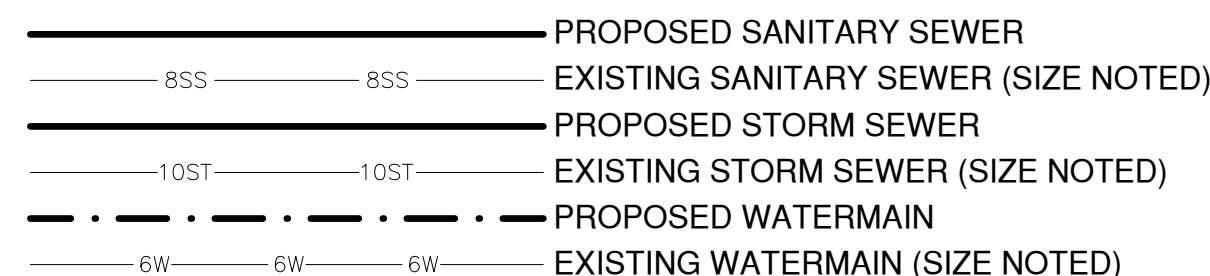 PROPOSED SANITARY SEWER
8SS 8SS EXISTING SANITARY SEWER (SIZE NOTED)
PROPOSED STORM SEWER
10ST 10ST EXISTING STORM SEWER (SIZE NOTED)
PROPOSED WATERMAIN
6W 6W 6W EXISTING WATERMAIN (SIZE NOTED)